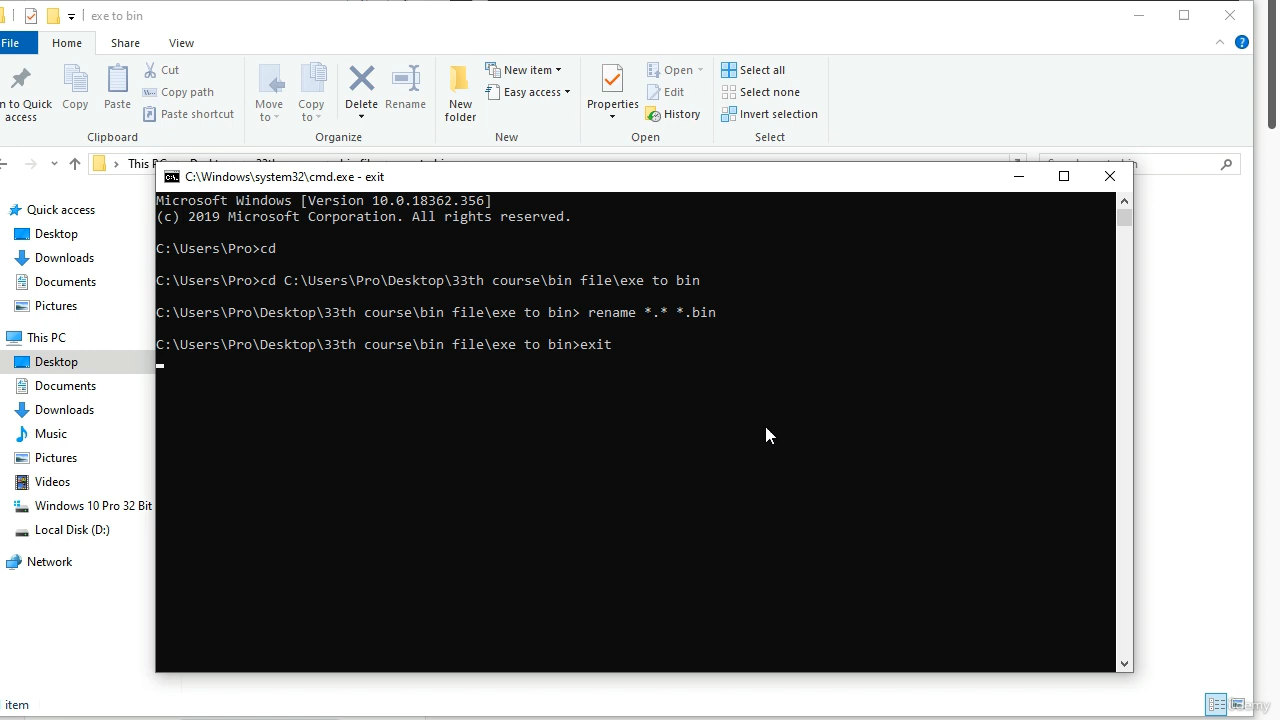 exe to bin
File Home Share View
Cut
Copy path
Paste shortcut
n to Quick access
Copy
Paste
Clipboard
Move to
Copy to
Delete
Rename
Organize
New folder
New item
Easy access
New
Properties
Open
Edit
History
Open
Select all
Select none
Invert selection
Select
C:\Windows\system32\cmd.exe - exit
Microsoft Windows [Version 10.0.18362.356]
(c) 2019 Microsoft Corporation. All rights reserved.
C:\Users\Pro>cd
C:\Users\Pro>cd C:\Users\Pro\Desktop\33th course\bin file\exe to bin
C:\Users\Pro\Desktop\33th course\bin file\exe to bin> rename *.* *.bin
C:\Users\Pro\Desktop\33th course\bin file\exe to bin>exit
Quick access
Desktop
Downloads
Documents
Pictures
This PC
Desktop
Documents
Downloads
Music
Pictures
Videos
Windows 10 Pro 32 Bit
Local Disk (D:)
Network
item